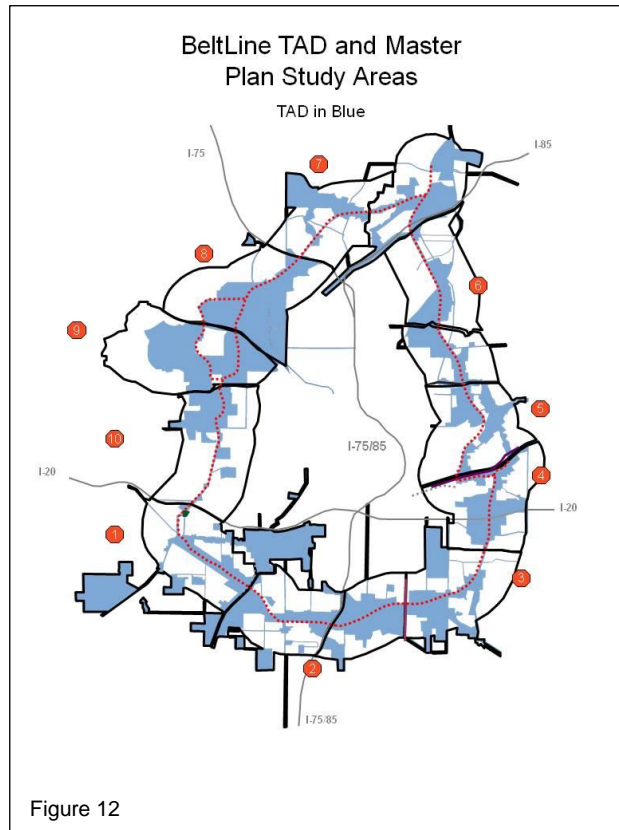 BeltLine TAD and Master
Plan Study Areas
TAD in Blue
I-75
7
I-85
8
6
9
5
10
I-75/85
I-20
4
I-20
1
3
2
I-75/85
Figure 12